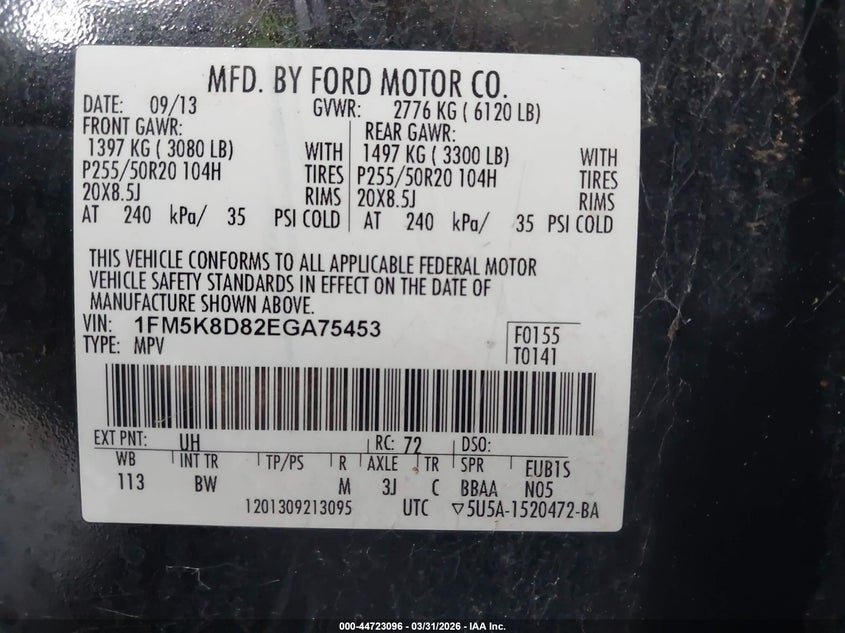 MFD. BY FORD MOTOR CO.
DATE: 09/13 GVWR: 2776 KG ( 6120 LB)
FRONT GAWR: REAR GAWR:
1397 KG ( 3080 LB) WITH 1497 KG ( 3300 LB) WITH
P255/50R20 104H TIRES P255/50R20 104H TIRES
20X8.5J RIMS 20X8.5J RIMS
AT 240 kPa/ 35 PSI COLD AT 240 kPa/ 35 PSI COLD
THIS VEHICLE CONFORMS TO ALL APPLICABLE FEDERAL MOTOR
VEHICLE SAFETY STANDARDS IN EFFECT ON THE DATE OF
MANUFACTURE SHOWN ABOVE.
VIN: 1FM5K8D82EGA75453 F0155
TYPE: MPV T0141
EXT PNT: UH RC: 72 DSO:
WB INT TR TP/PS R AXLE TR SPR EUB1S
113 BW M 3J C BBAA N05
1201309213095 UTC ▽5U5A-1520472-BA
000-44723096 — 03/31/2026 — IAA Inc.